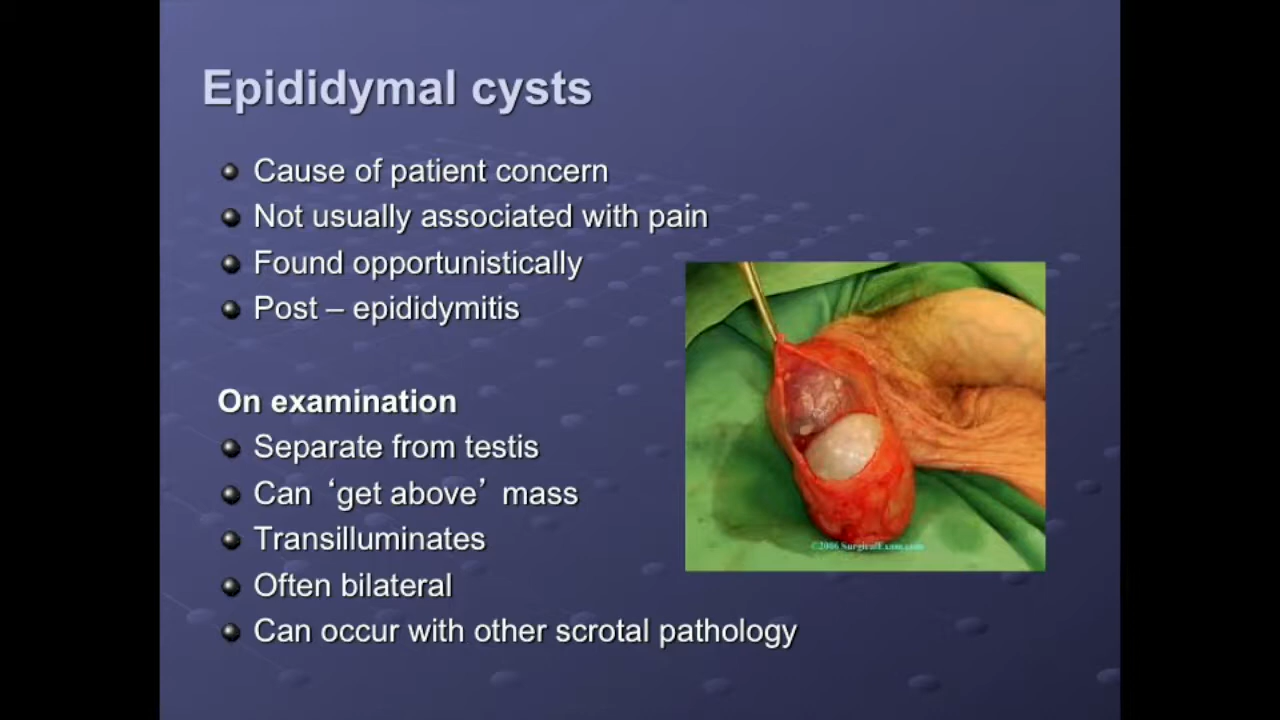 Epididymal cysts
Cause of patient concern
Not usually associated with pain
Found opportunistically
Post – epididymitis
On examination
Separate from testis
Can ‘get above’ mass
Transilluminates
Often bilateral
Can occur with other scrotal pathology
©2006 SurgicalExam.com